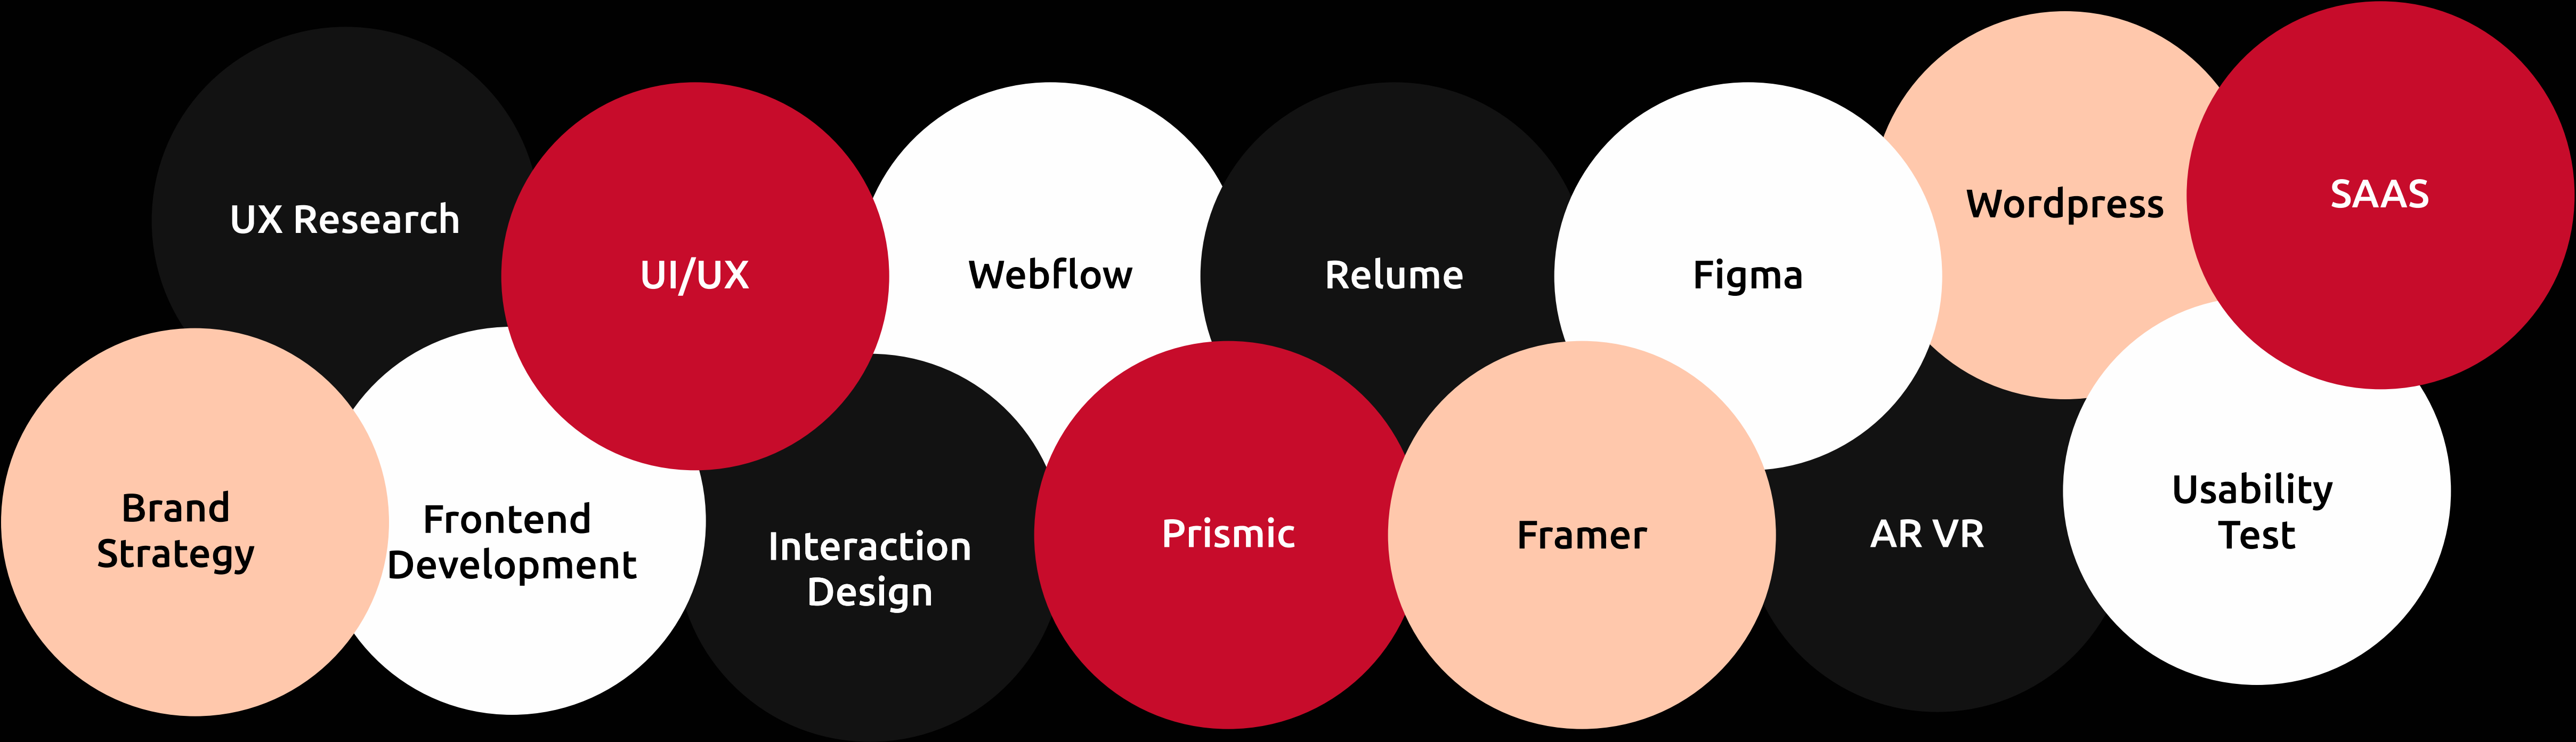 UX Research
UI/UX
Webflow
Relume
Figma
Wordpress
SAAS
Brand
Strategy
Frontend
Development
Interaction
Design
Prismic
Framer
AR VR
Usability
Test